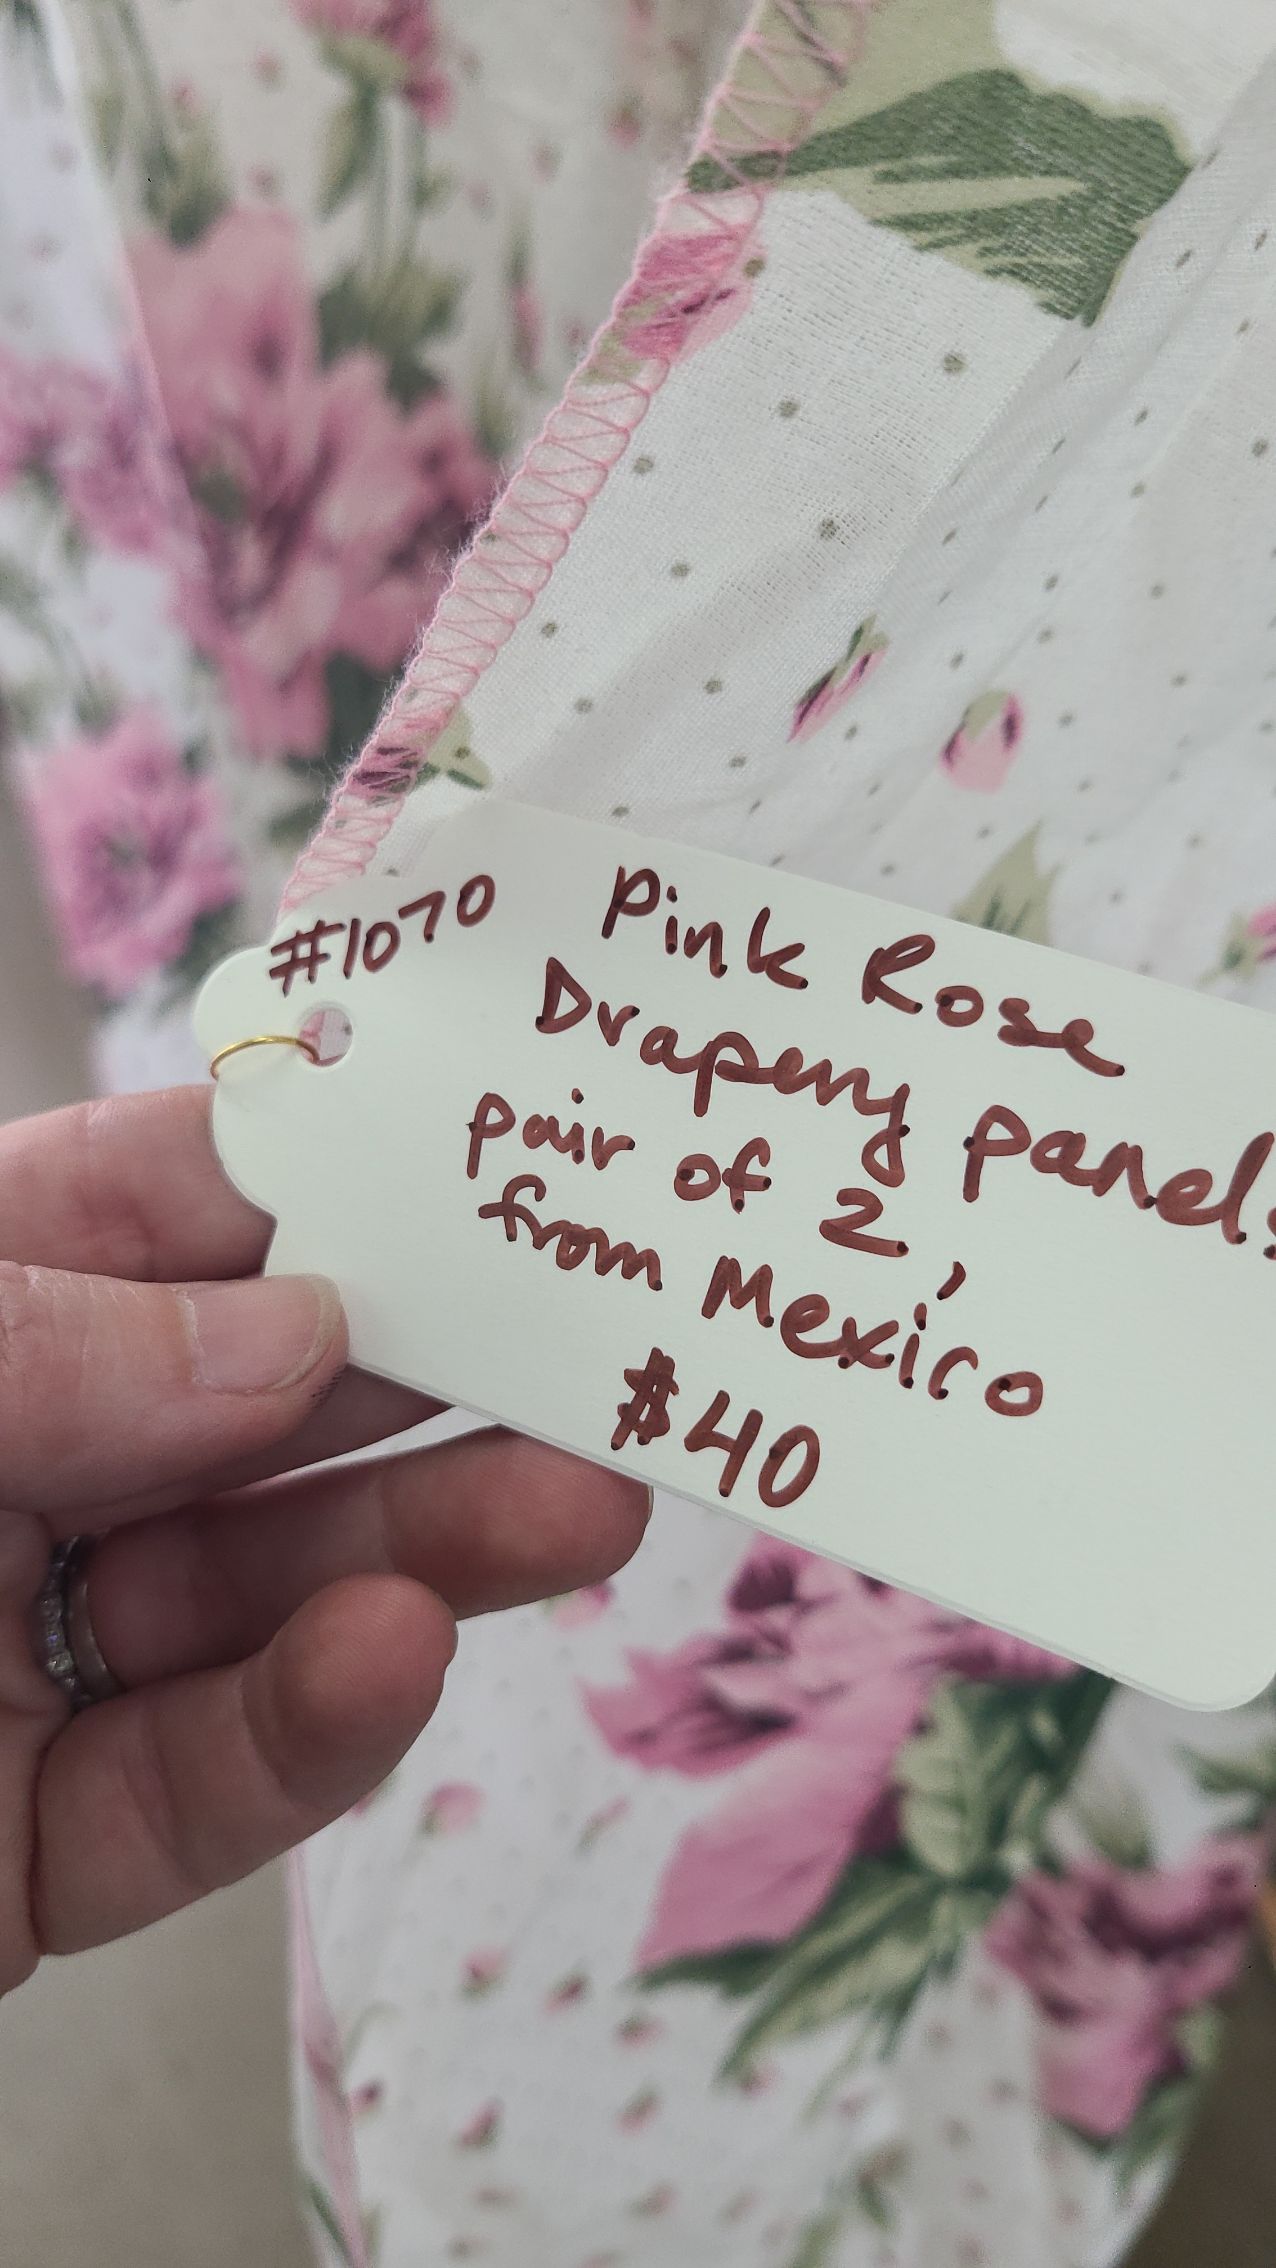 #1070
Pink Rose
Drapery panels
pair of 2,
from Mexico
$40